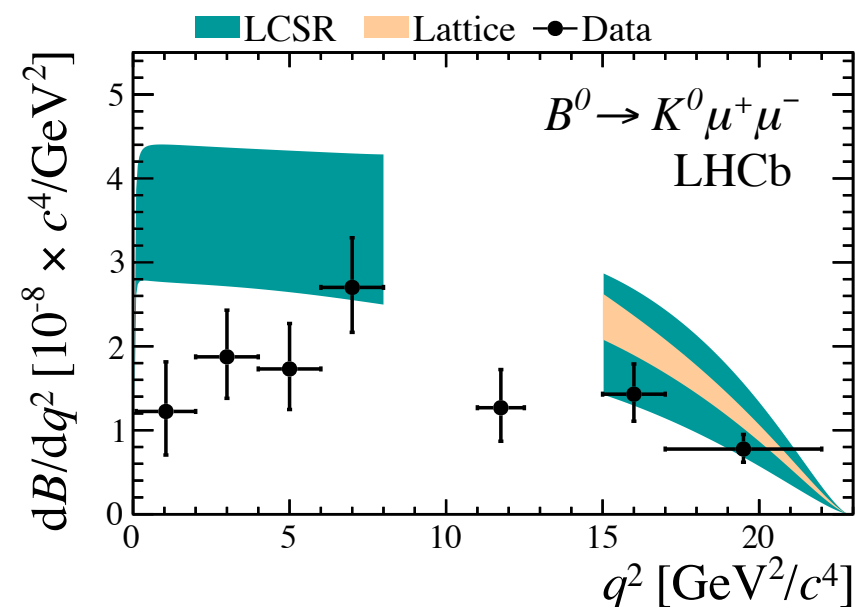 LCSR Lattice Data
B⁰ → K⁰μ⁺μ⁻
LHCb
dB/dq² [10⁻⁸ × c⁴/GeV²]
5
4
3
2
1
0
0 5 10 15 20
q² [GeV²/c⁴]